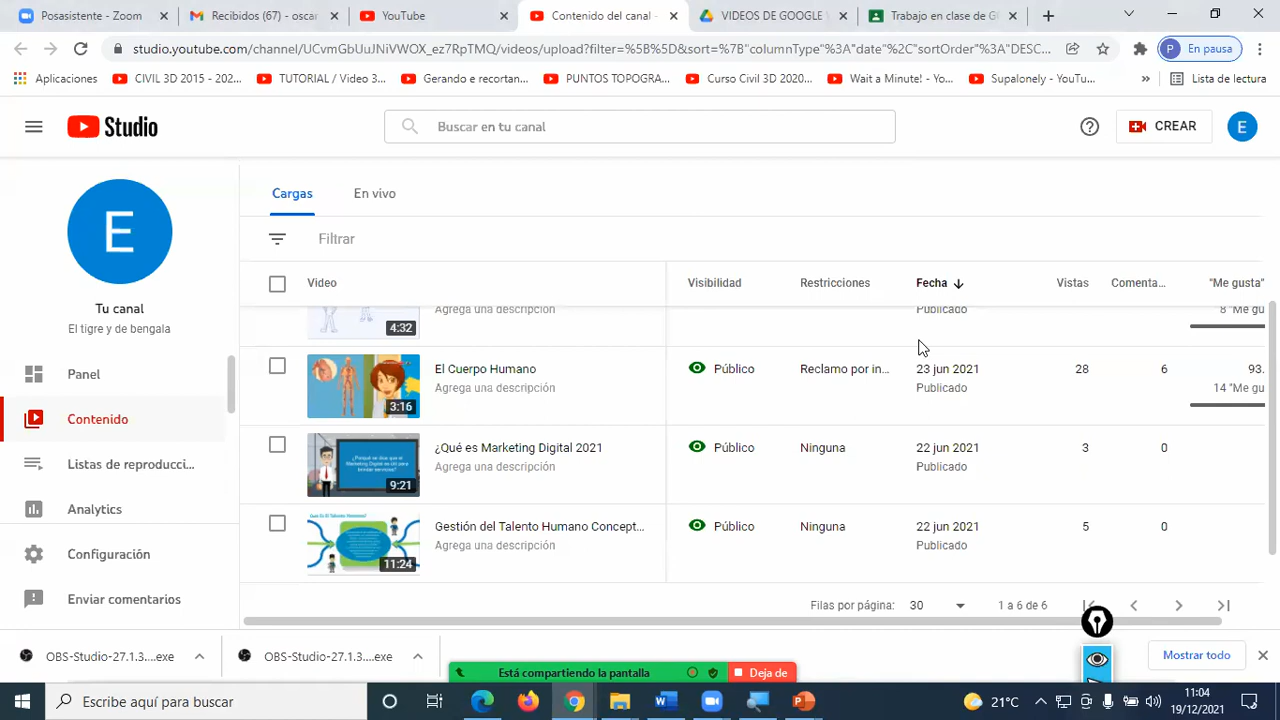 Posasistente - Zoom
Recibidos (67) - oscar
YouTube
Contenido del canal -
VIDEOS DE GOOGLE
Trabajo en clase de G
studio.youtube.com/channel/UCvmGbUuJNiVWOX_ez7RpTMQ/videos/upload?filter=%5B%5D&sort=%7B"columnType"%3A"date"%2C"sortOrder"%3A"DESC...
P En pausa
Aplicaciones
CIVIL 3D 2015 - 202...
TUTORIAL / Video 3...
Gerando e recortan...
PUNTOS TOPOGRA...
Curso Civil 3D 2020...
Wait a Minute! - Yo...
Supalonely - YouTu...
»
Lista de lectura
Studio
Buscar en tu canal
CREAR
E
E
Tu canal
El tigre y de bengala
Panel
Contenido
Listas de reproducci...
Analytics
Configuración
Enviar comentarios
Cargas
En vivo
Filtrar
Video
Visibilidad
Restricciones
Fecha
Vistas
Comenta...
"Me gusta"
4:32
Agrega una descripción
Publicado
8 "Me gu
El Cuerpo Humano
Agrega una descripción
3:16
Público
Reclamo por in...
23 jun 2021
Publicado
28
6
93.
14 "Me gu
¿Qué es Marketing Digital 2021
Agrega una descripción
9:21
Público
Ninguna
22 jun 2021
Publicado
3
0
Gestión del Talento Humano Concept...
Agrega una descripción
11:24
Público
Ninguna
22 jun 2021
Publicado
5
0
Filas por página:
30
1 a 6 de 6
OBS-Studio-27.1.3....exe
OBS-Studio-27.1.3....exe
Mostrar todo
Está compartiendo la pantalla
Deja de
Escribe aquí para buscar
21°C
11:04
19/12/2021